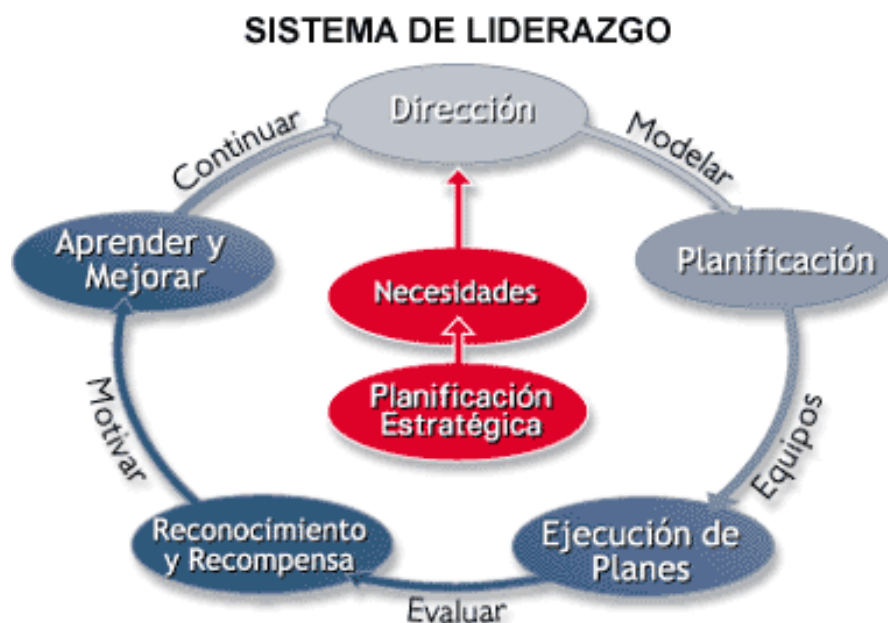 SISTEMA DE LIDERAZGO
Dirección
Modelar
Planificación
Equipos
Ejecución de
Planes
Evaluar
Reconocimiento
y Recompensa
Motivar
Aprender y
Mejorar
Continuar
Necesidades
Planificación
Estratégica